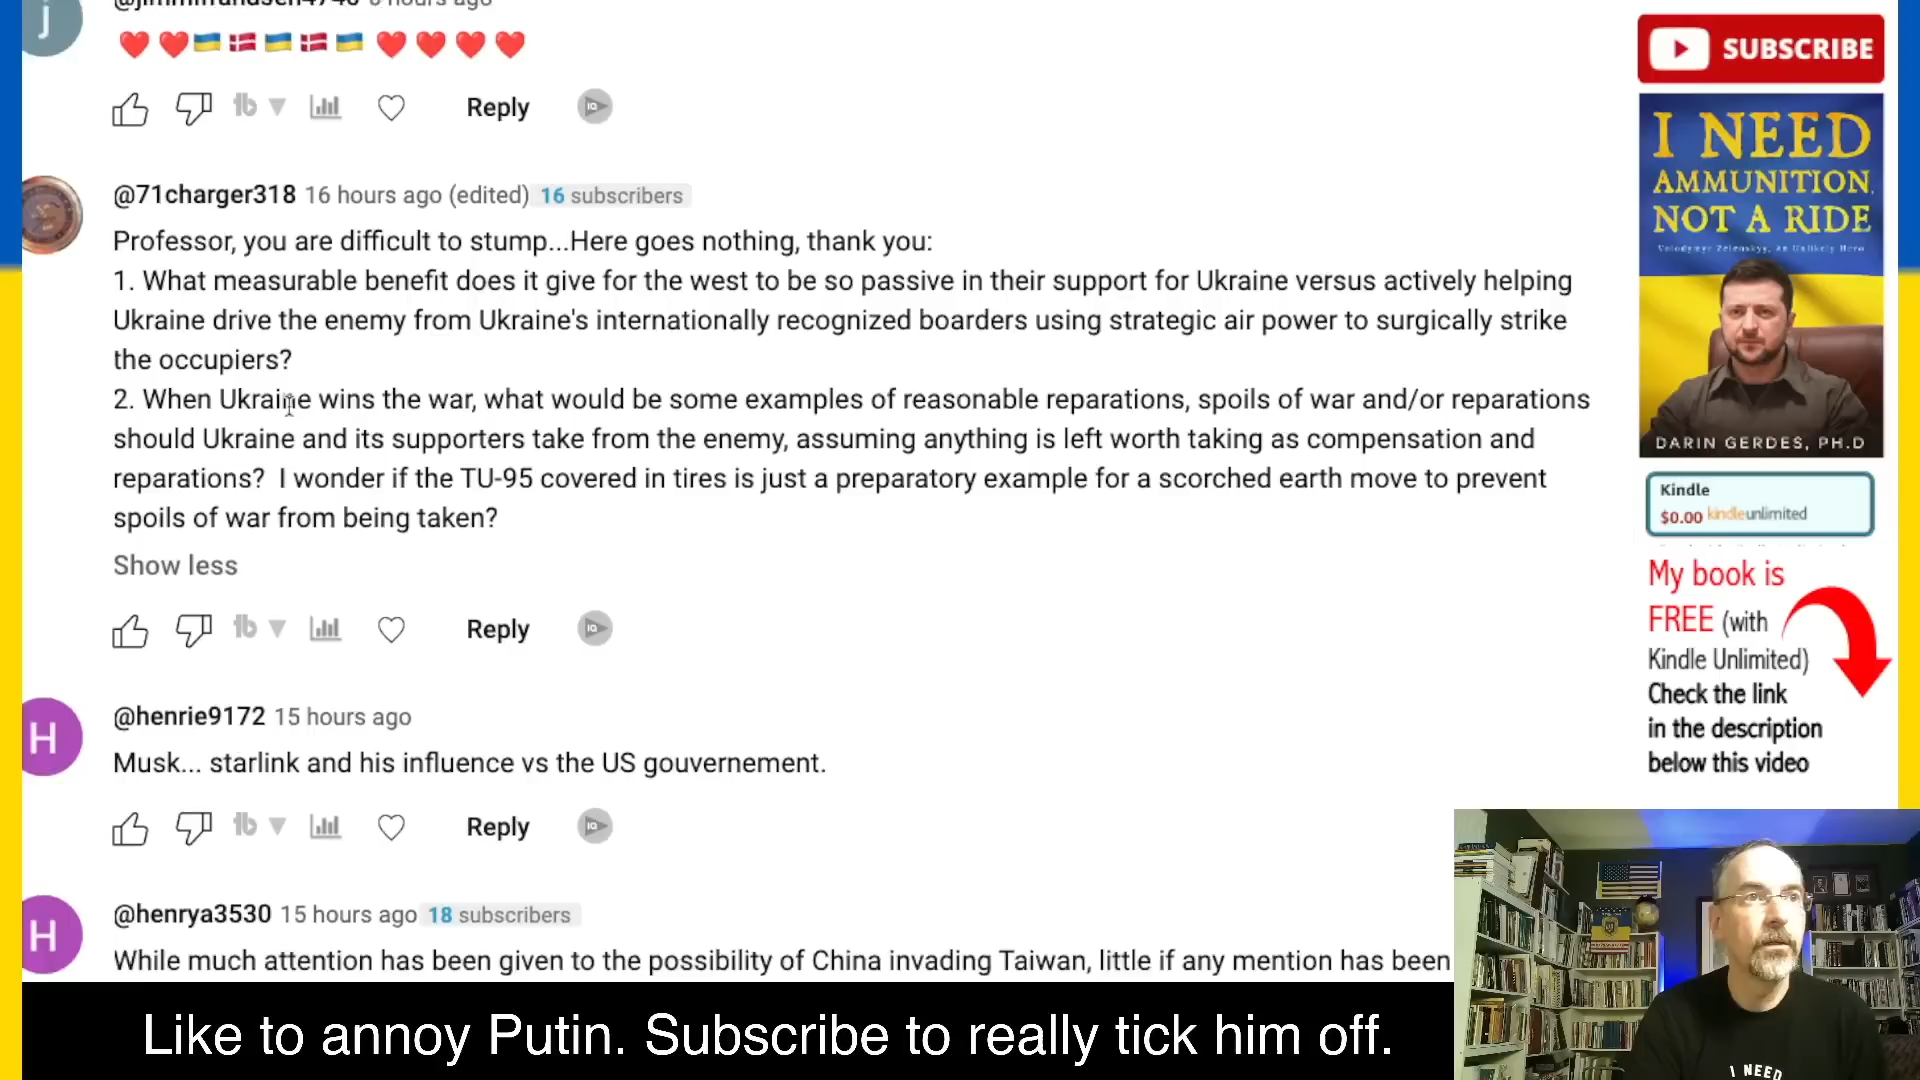 j
hours ago
Reply
@71charger318 16 hours ago (edited) 16 subscribers
Professor, you are difficult to stump...Here goes nothing, thank you:
1. What measurable benefit does it give for the west to be so passive in their support for Ukraine versus actively helping
Ukraine drive the enemy from Ukraine's internationally recognized boarders using strategic air power to surgically strike
the occupiers?
2. When Ukraine wins the war, what would be some examples of reasonable reparations, spoils of war and/or reparations
should Ukraine and its supporters take from the enemy, assuming anything is left worth taking as compensation and
reparations? I wonder if the TU-95 covered in tires is just a preparatory example for a scorched earth move to prevent
spoils of war from being taken?
Show less
Reply
H
@henrie9172 15 hours ago
Musk... starlink and his influence vs the US gouvernement.
Reply
H
@henrya3530 15 hours ago 18 subscribers
While much attention has been given to the possibility of China invading Taiwan, little if any mention has been
Like to annoy Putin. Subscribe to really tick him off.
SUBSCRIBE
I NEED
AMMUNITION,
NOT A RIDE
Volodymyr Zelenskyy, An Unlikely Hero
DARIN GERDES, PH.D
Kindle
$0.00 kindleunlimited
My book is
FREE (with
Kindle Unlimited)
Check the link
in the description
below this video
I NEED